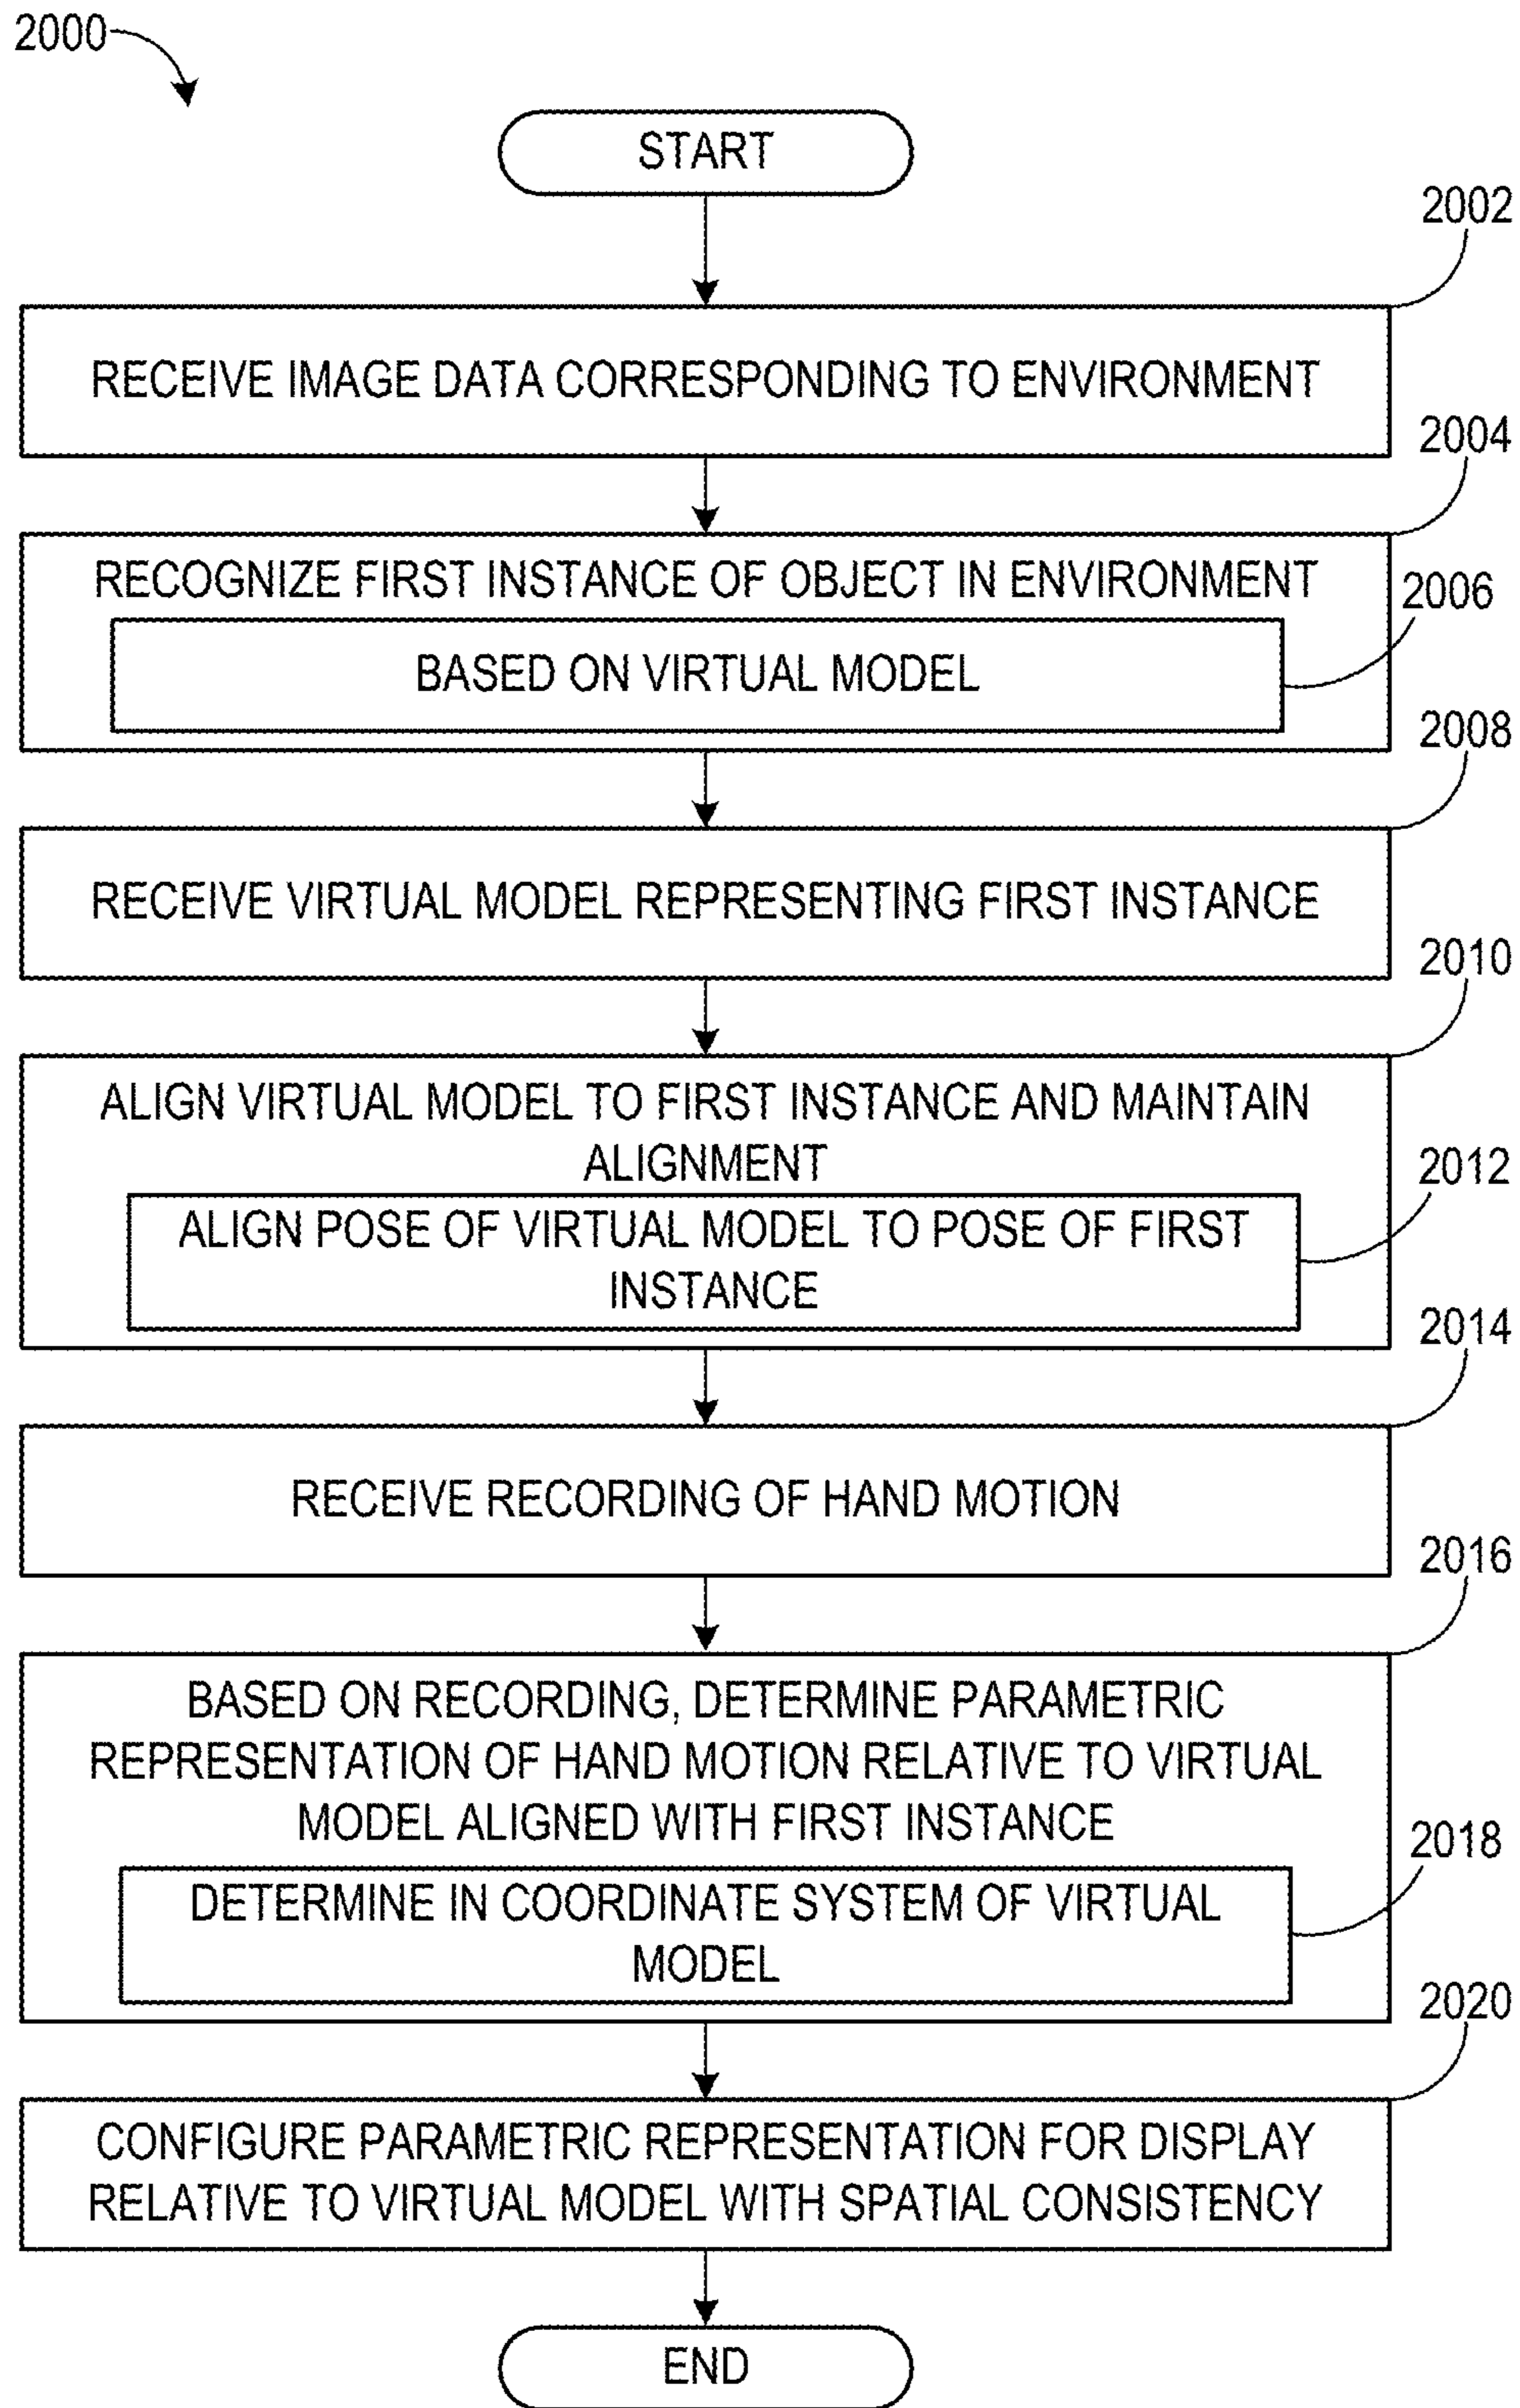 2000
START
2002
RECEIVE IMAGE DATA CORRESPONDING TO ENVIRONMENT
2004
RECOGNIZE FIRST INSTANCE OF OBJECT IN ENVIRONMENT
2006
BASED ON VIRTUAL MODEL
2008
RECEIVE VIRTUAL MODEL REPRESENTING FIRST INSTANCE
2010
ALIGN VIRTUAL MODEL TO FIRST INSTANCE AND MAINTAIN
ALIGNMENT
2012
ALIGN POSE OF VIRTUAL MODEL TO POSE OF FIRST
INSTANCE
2014
RECEIVE RECORDING OF HAND MOTION
2016
BASED ON RECORDING, DETERMINE PARAMETRIC
REPRESENTATION OF HAND MOTION RELATIVE TO VIRTUAL
MODEL ALIGNED WITH FIRST INSTANCE
2018
DETERMINE IN COORDINATE SYSTEM OF VIRTUAL
MODEL
2020
CONFIGURE PARAMETRIC REPRESENTATION FOR DISPLAY
RELATIVE TO VIRTUAL MODEL WITH SPATIAL CONSISTENCY
END